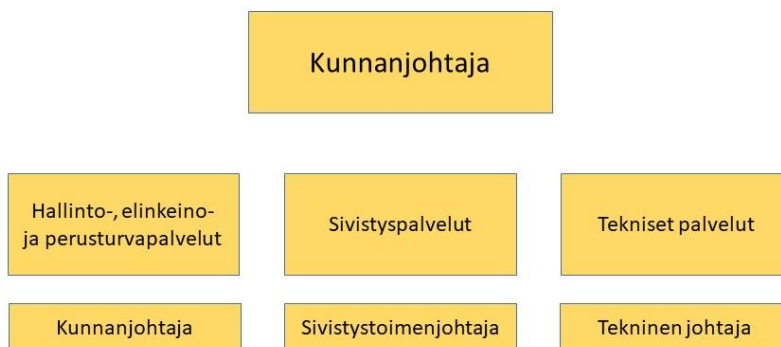 Kunnanjohtaja
Hallinto-, elinkeino-
ja perusturvapalvelut
Sivistyspalvelut
Tekniset palvelut
Kunnanjohtaja
Sivistystoimenjohtaja
Tekninen johtaja